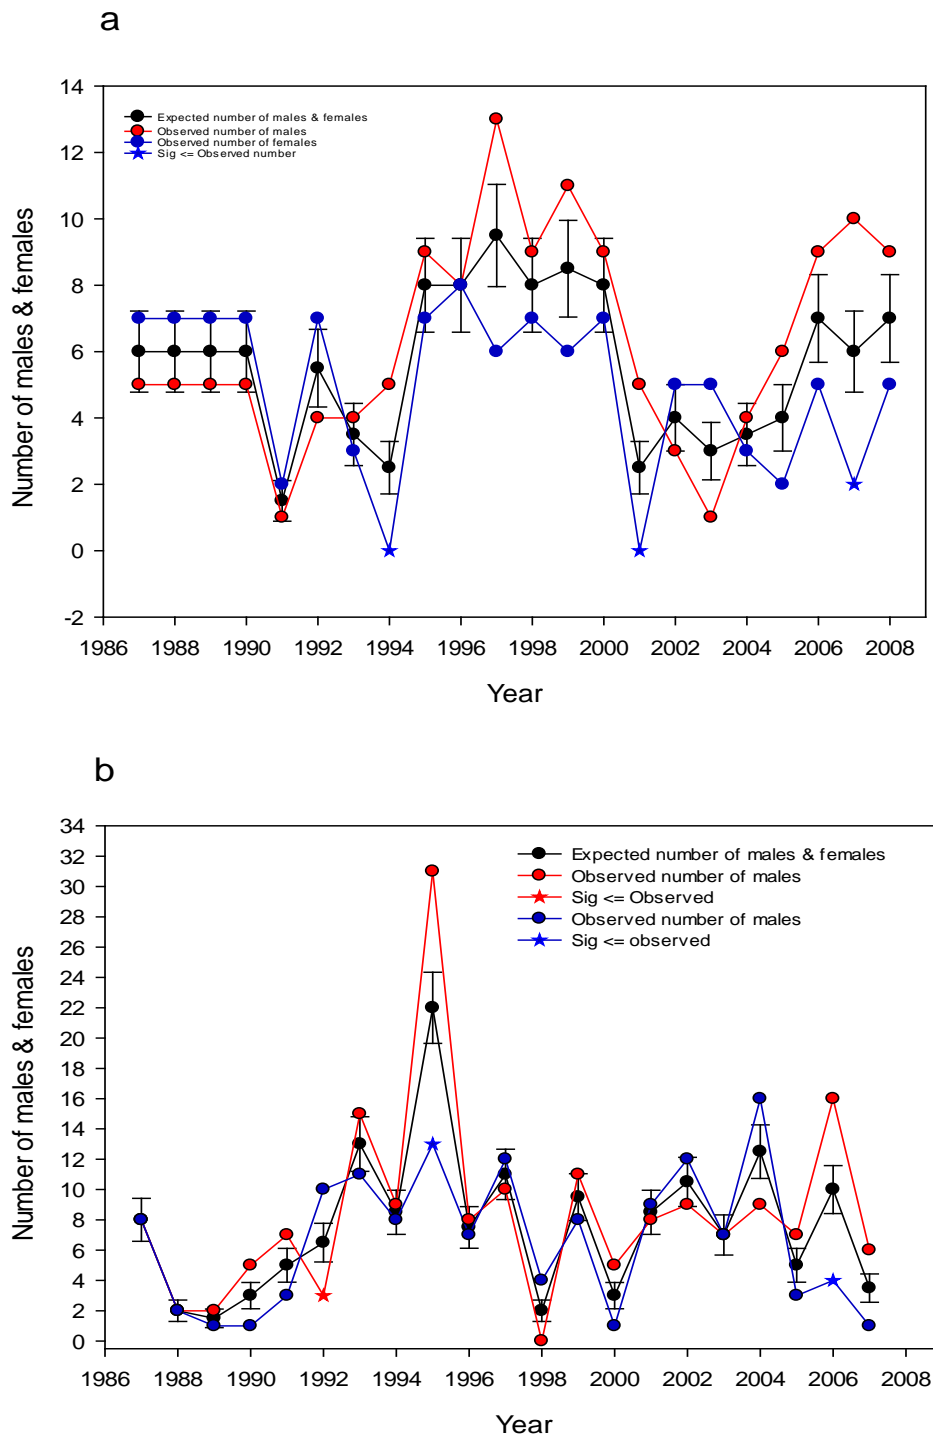 a
14
12
10
8
6
4
2
0
-2
Number of males & females
Expected number of males & females
Observed number of males
Observed number of females
Sig <= Observed number
1986 1988 1990 1992 1994 1996 1998 2000 2002 2004 2006 2008
Year
b
34
32
30
28
26
24
22
20
18
16
14
12
10
8
6
4
2
0
Number of males & females
Expected number of males & females
Observed number of males
Sig <= Observed
Observed number of males
Sig <= observed
1986 1988 1990 1992 1994 1996 1998 2000 2002 2004 2006 2008
Year